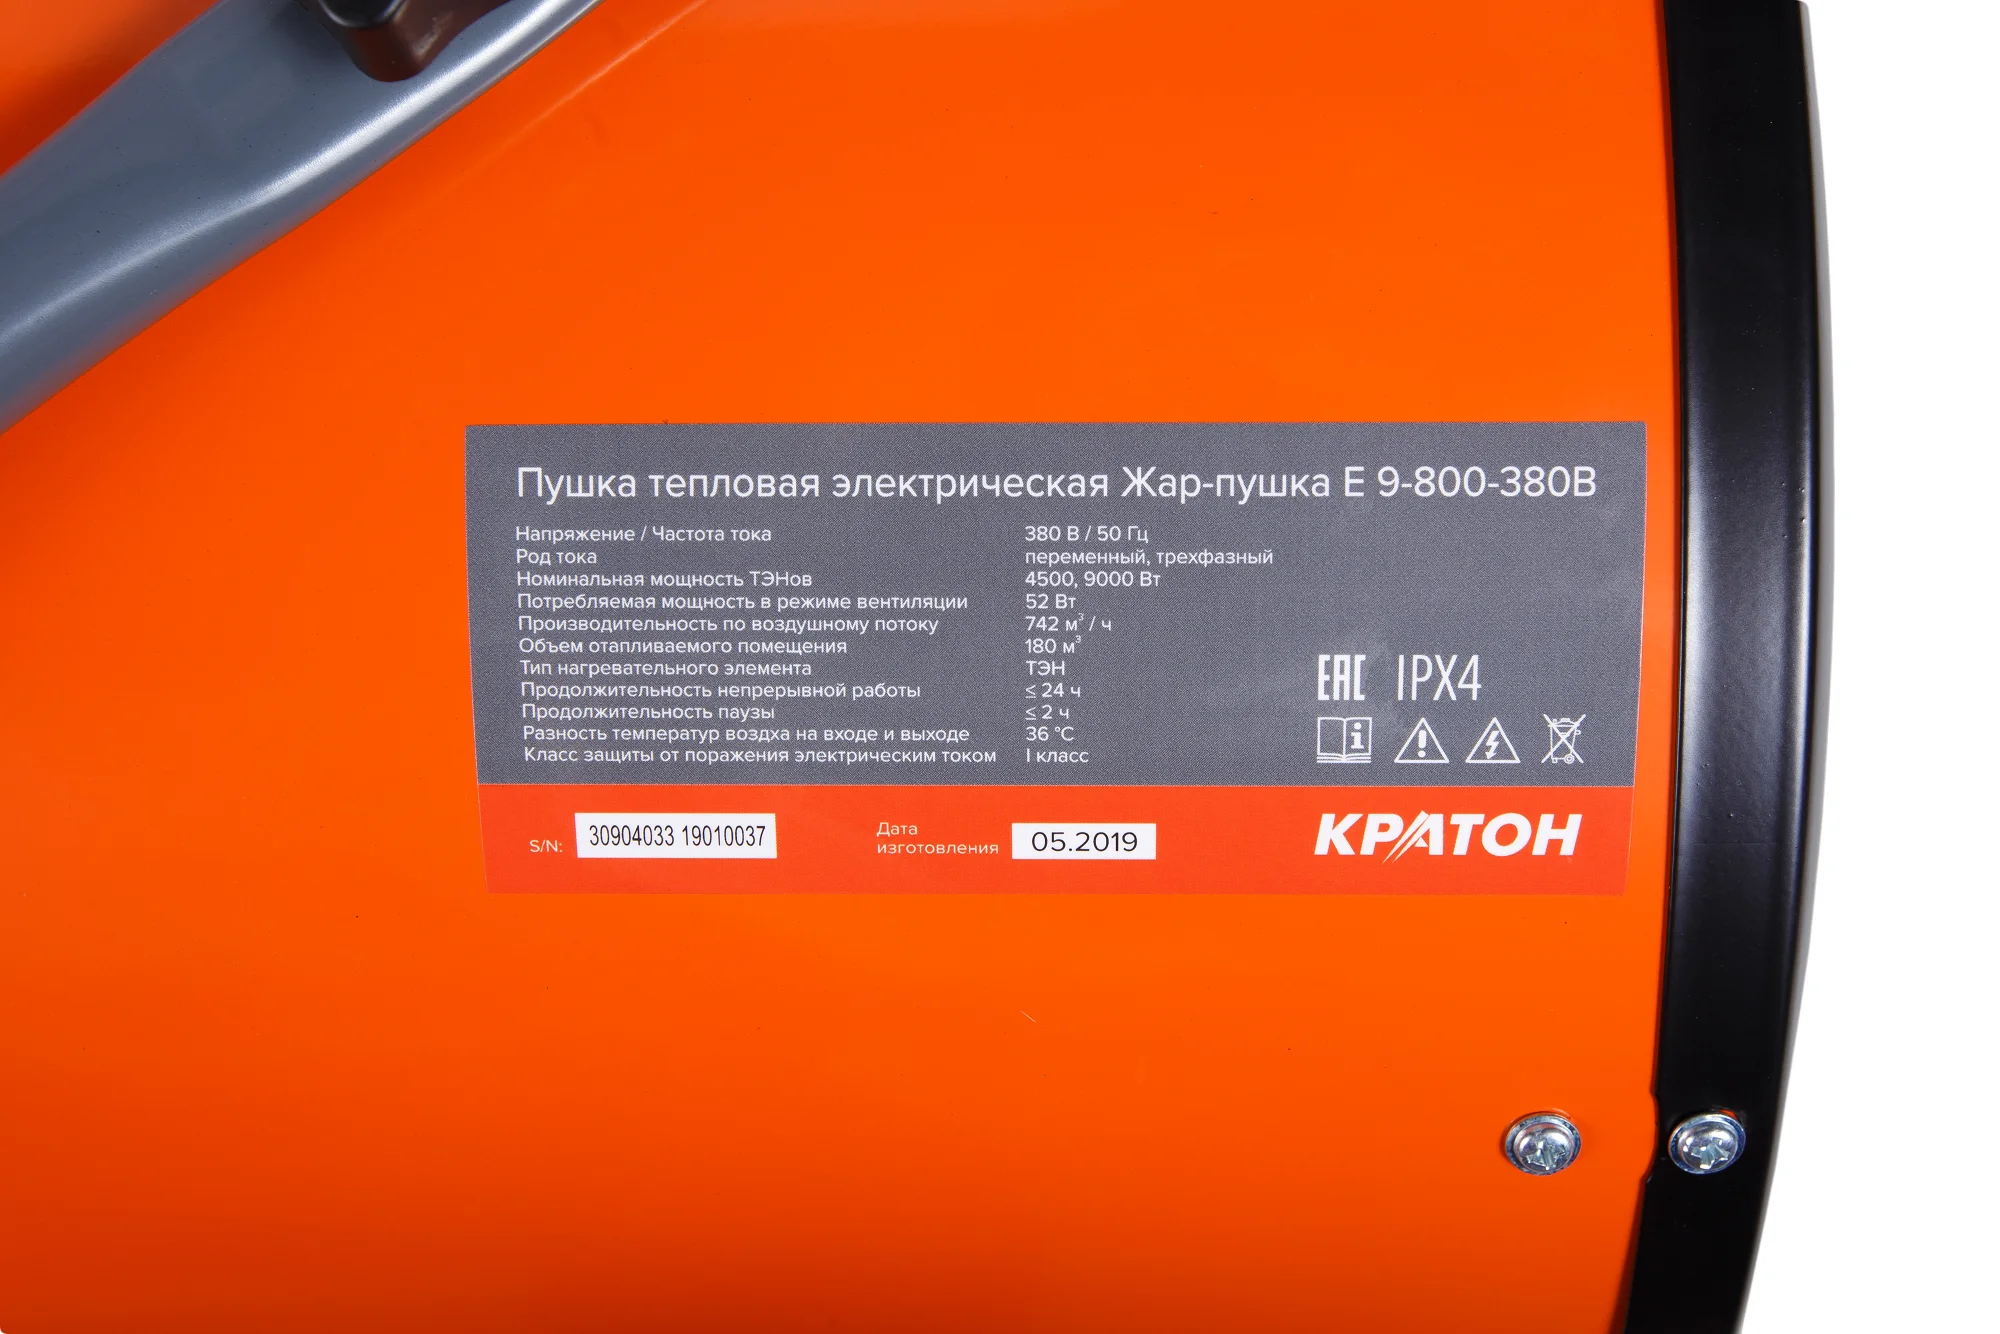 Пушка тепловая электрическая Жар-пушка E 9-800-380В
Напряжение / Частота тока 380 В / 50 Гц
Род тока переменный, трехфазный
Номинальная мощность ТЭНов 4500, 9000 Вт
Потребляемая мощность в режиме вентиляции 52 Вт
Производительность по воздушному потоку 742 м³ / ч
Объем отапливаемого помещения 180 м³
Тип нагревательного элемента ТЭН
Продолжительность непрерывной работы ≤ 24 ч
Продолжительность паузы ≤ 2 ч
Разность температур воздха на входе и выходе 36 °C
Класс защиты от поражения электрическим током I класс
EAC IPX4
S/N: 30904033 19010037
Дата
изготовления 05.2019
КРАТОН